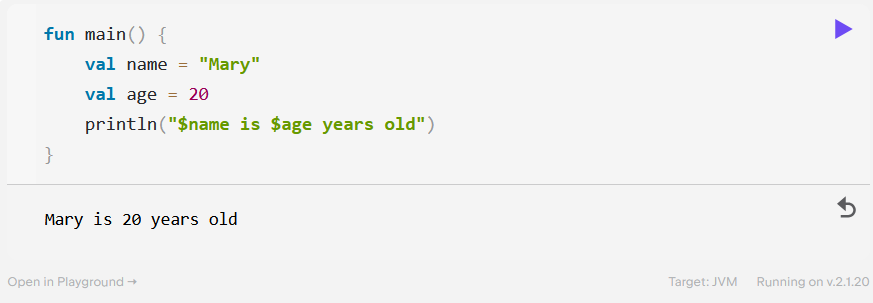 fun main() {
    val name = "Mary"
    val age = 20
    println("$name is $age years old")
}
Mary is 20 years old
Open in Playground →
Target: JVM Running on v.2.1.20